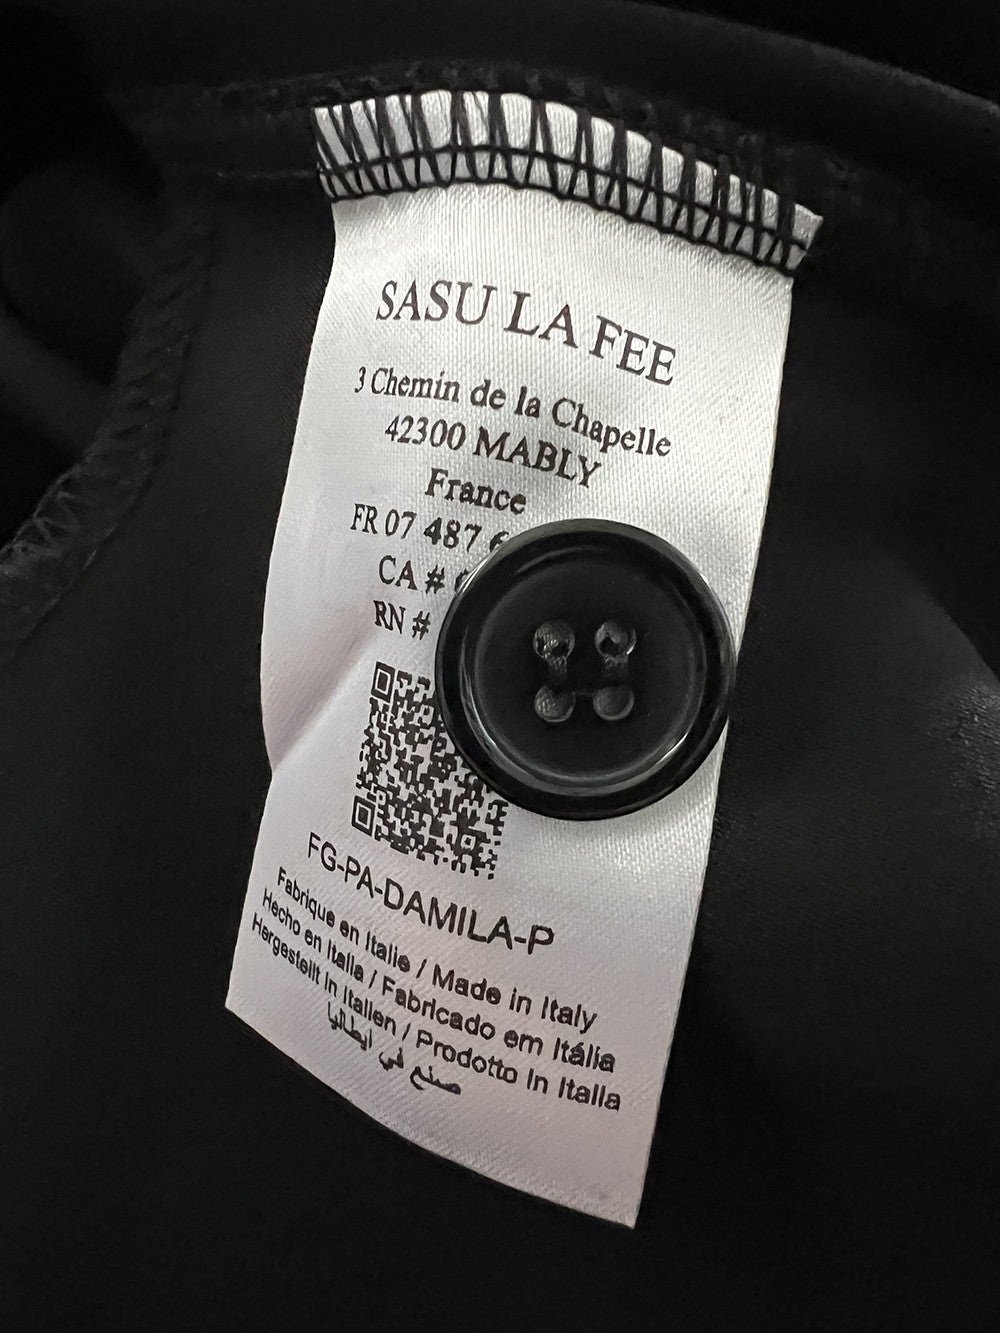 SASU LA FEE
3 Chemin de la Chapelle
42300 MABLY
France
FR 07 487
CA #
RN #
FG-PA-DAMILA-P
Fabrique en Italie / Made in Italy
Hecho en Italia / Fabricado em Itália
Hergestellt in Italien / Prodotto in Italia
صنع في ايطاليا